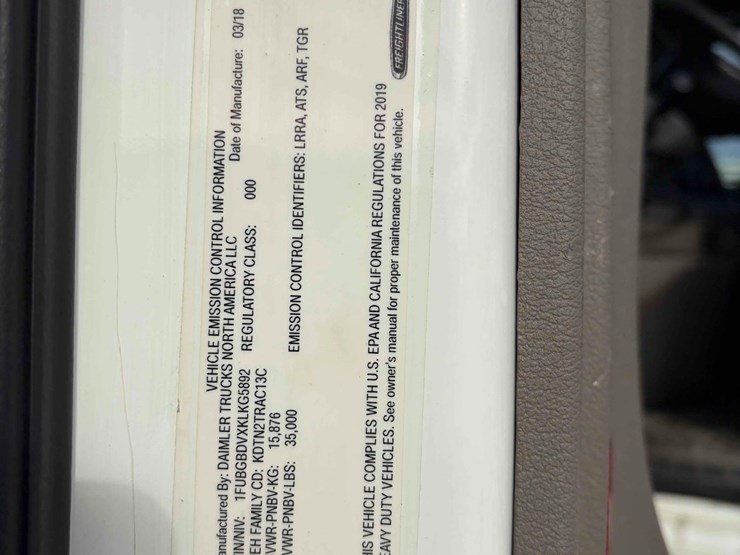 VEHICLE EMISSION CONTROL INFORMATION
anufactured By: DAIMLER TRUCKS NORTH AMERICA LLC Date of Manufacture: 03/18
IN/NIV: 1FUBGBDVXKLKG5892 REGULATORY CLASS: 000
EH FAMILY CD: KDTN2TRAC13C
VWR-PNBV-KG: 15,876
VWR-PNBV-LBS: 35,000 EMISSION CONTROL IDENTIFIERS: LRRA, ATS, ARF, TGR
HIS VEHICLE COMPLIES WITH U.S. EPA AND CALIFORNIA REGULATIONS FOR 2019
EAVY DUTY VEHICLES. See owner's manual for proper maintenance of this vehicle.
FREIGHTLINER